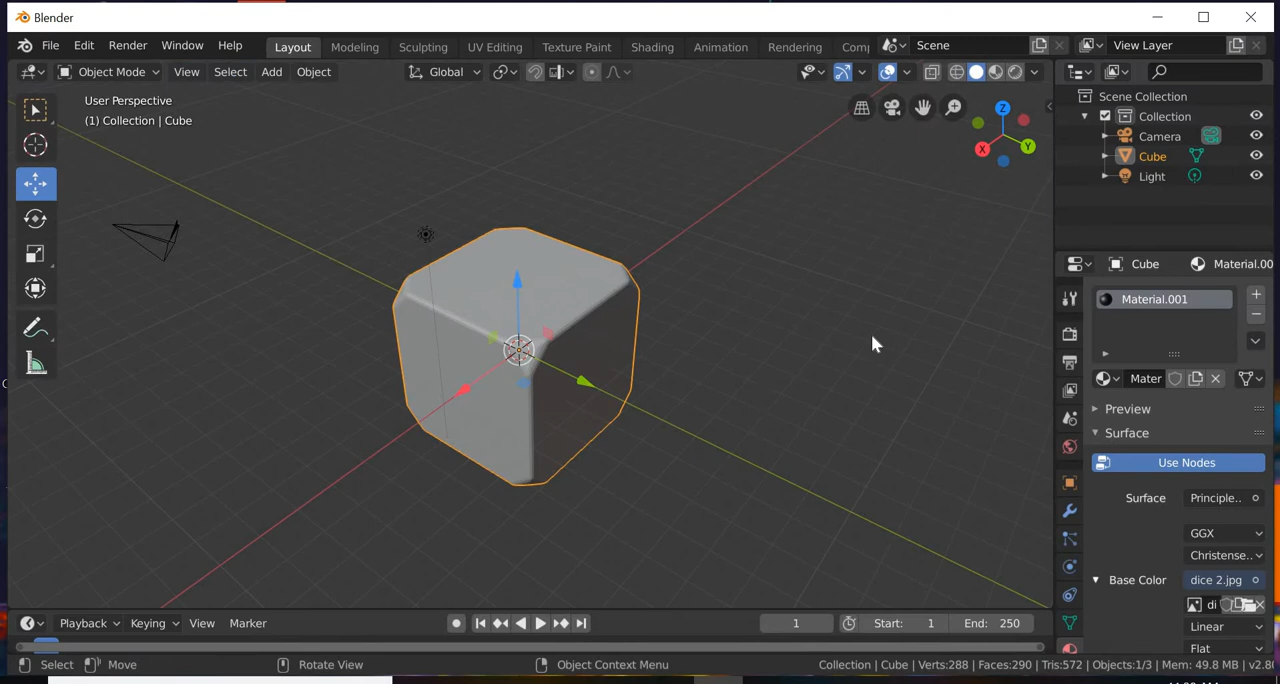 Blender
File Edit Render Window Help
Layout Modeling Sculpting UV Editing Texture Paint Shading Animation Rendering Comp
Scene
View Layer
Object Mode View Select Add Object
Global
User Perspective
(1) Collection | Cube
Z
X
Y
Scene Collection
Collection
Camera
Cube
Light
Cube Material.00
Material.001
Mater
Preview
Surface
Use Nodes
Surface Principle..
GGX
Christense..
Base Color dice 2.jpg
di
Linear
Flat
Playback Keying View Marker
1
Start: 1
End: 250
Select Move Rotate View Object Context Menu
Collection | Cube | Verts:288 | Faces:290 | Tris:572 | Objects:1/3 | Mem: 49.8 MB | v2.8